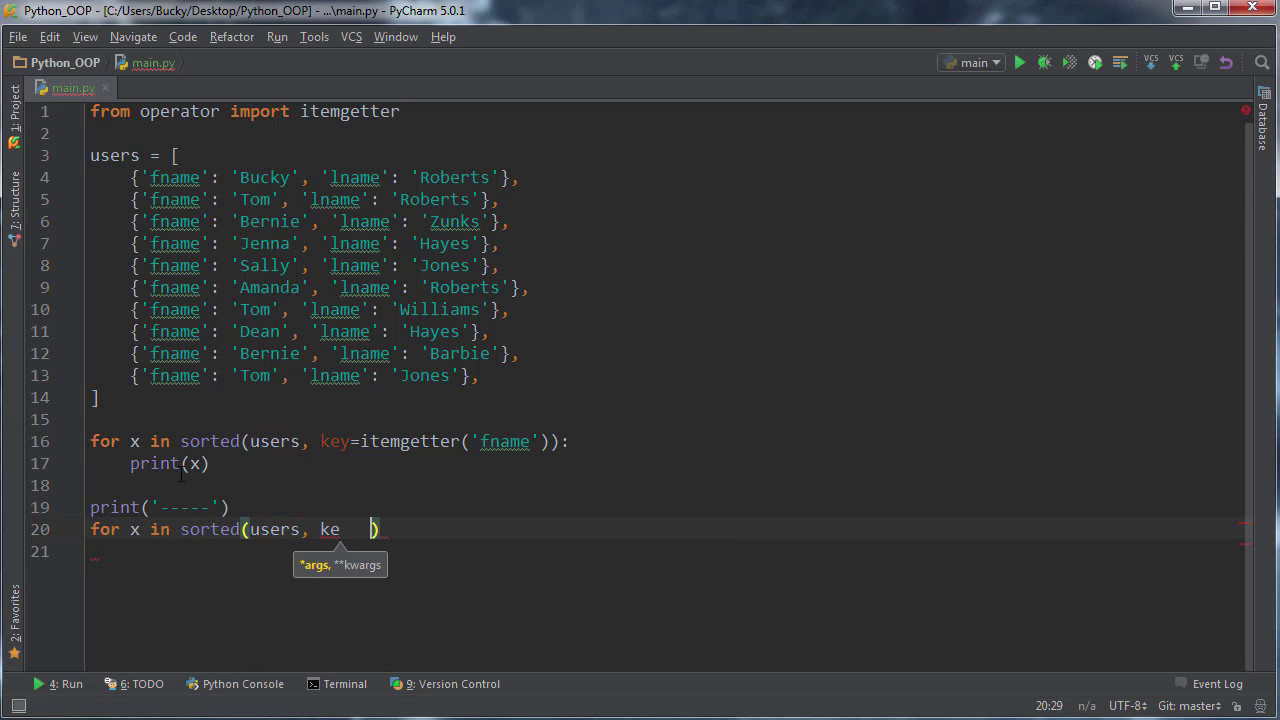 Python_OOP - [C:/Users/Bucky/Desktop/Python_OOP] - ...\main.py - PyCharm 5.0.1
File Edit View Navigate Code Refactor Run Tools VCS Window Help
Python_OOP main.py main VCS VCS
main.py ×
1: Project
7: Structure
2: Favorites
Database
1 from operator import itemgetter
2
3 users = [
4 {'fname': 'Bucky', 'lname': 'Roberts'},
5 {'fname': 'Tom', 'lname': 'Roberts'},
6 {'fname': 'Bernie', 'lname': 'Zunks'},
7 {'fname': 'Jenna', 'lname': 'Hayes'},
8 {'fname': 'Sally', 'lname': 'Jones'},
9 {'fname': 'Amanda', 'lname': 'Roberts'},
10 {'fname': 'Tom', 'lname': 'Williams'},
11 {'fname': 'Dean', 'lname': 'Hayes'},
12 {'fname': 'Bernie', 'lname': 'Barbie'},
13 {'fname': 'Tom', 'lname': 'Jones'},
14 ]
15
16 for x in sorted(users, key=itemgetter('fname')):
17 print(x)
18
19 print('-----')
20 for x in sorted(users, ke   )
21
*args, **kwargs
4: Run 6: TODO Python Console Terminal 9: Version Control Event Log
20:29 n/a UTF-8 Git: master